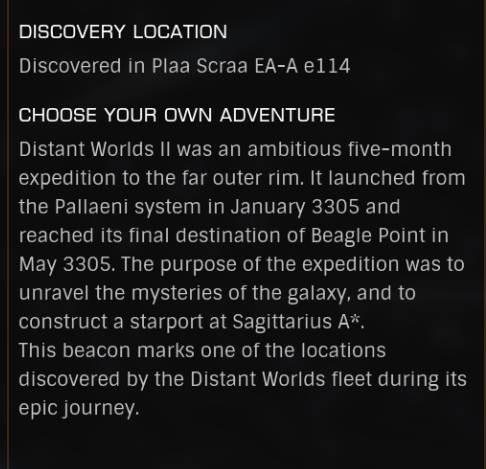 DISCOVERY LOCATION
Discovered in Plaa Scraa EA-A e114
CHOOSE YOUR OWN ADVENTURE
Distant Worlds II was an ambitious five-month
expedition to the far outer rim. It launched from
the Pallaeni system in January 3305 and
reached its final destination of Beagle Point in
May 3305. The purpose of the expedition was to
unravel the mysteries of the galaxy, and to
construct a starport at Sagittarius A*.
This beacon marks one of the locations
discovered by the Distant Worlds fleet during its
epic journey.